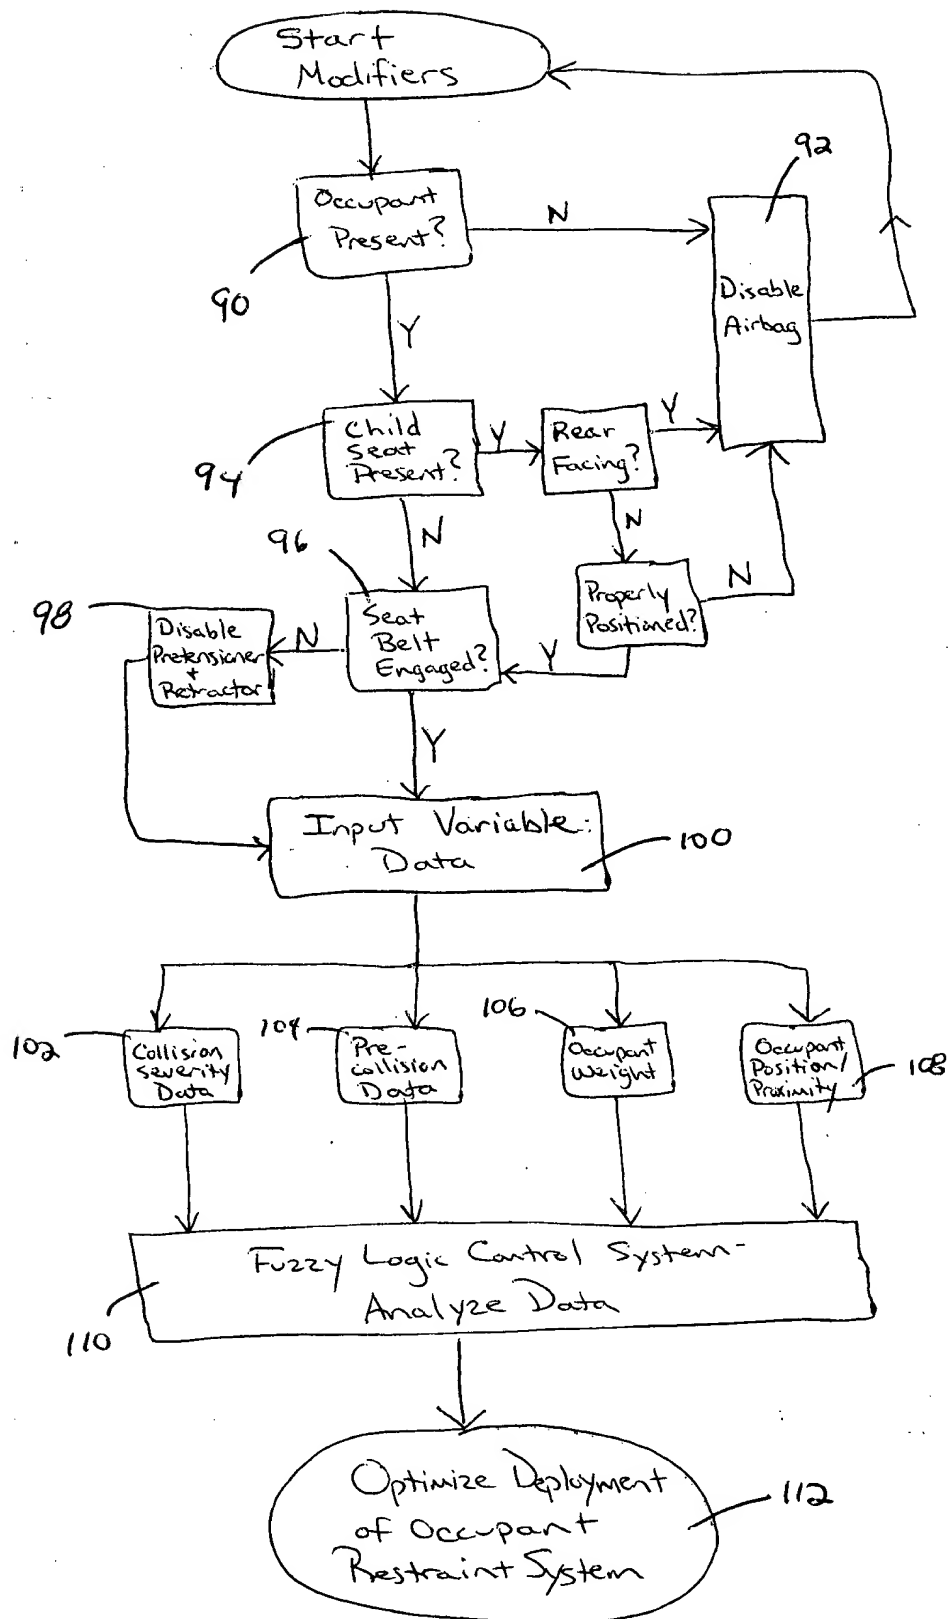 Start
Modifiers
92
Occupant
Present?
N
90
Disable
Airbag
Y
Child
Seat
Present?
Y
Rear
Facing?
Y
94
N
N
96
Properly
Positioned?
N
98
Disable
Pretensioner
+
Retractor
N
Seat
Belt
Engaged?
Y
Y
Input Variable:
Data
100
102
Collision
Severity
Data
104
Pre-
collision
Data
106
Occupant
Weight
Occupant
Position/
Proximity
108
Fuzzy Logic Control System-
Analyze Data
110
Optimize Deployment
of Occupant
Restraint System
112